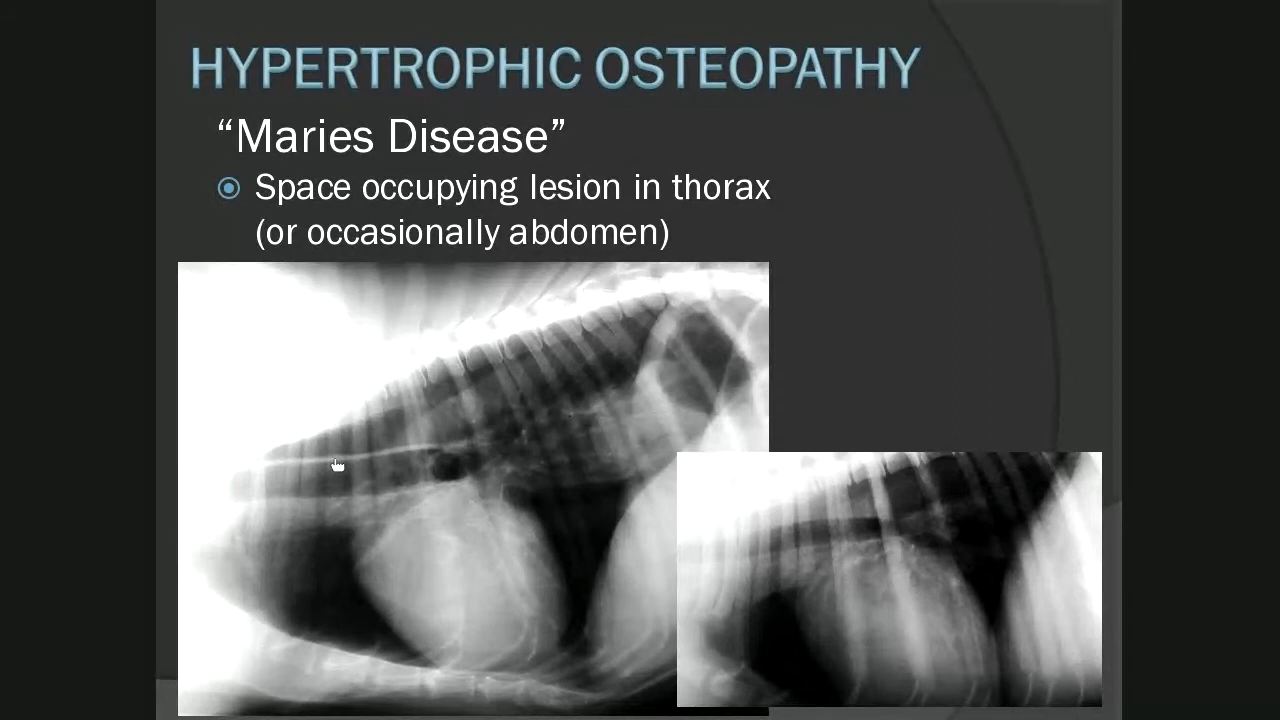 HYPERTROPHIC OSTEOPATHY
“Maries Disease”
Space occupying lesion in thorax
(or occasionally abdomen)